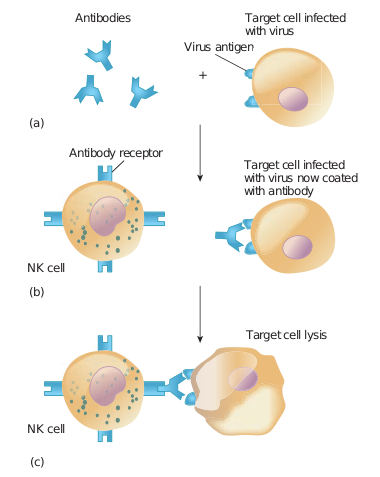 Antibodies
Target cell infected
with virus
Virus antigen
+
(a)
Antibody receptor
Target cell infected
with virus now coated
with antibody
NK cell
(b)
Target cell lysis
NK cell
(c)